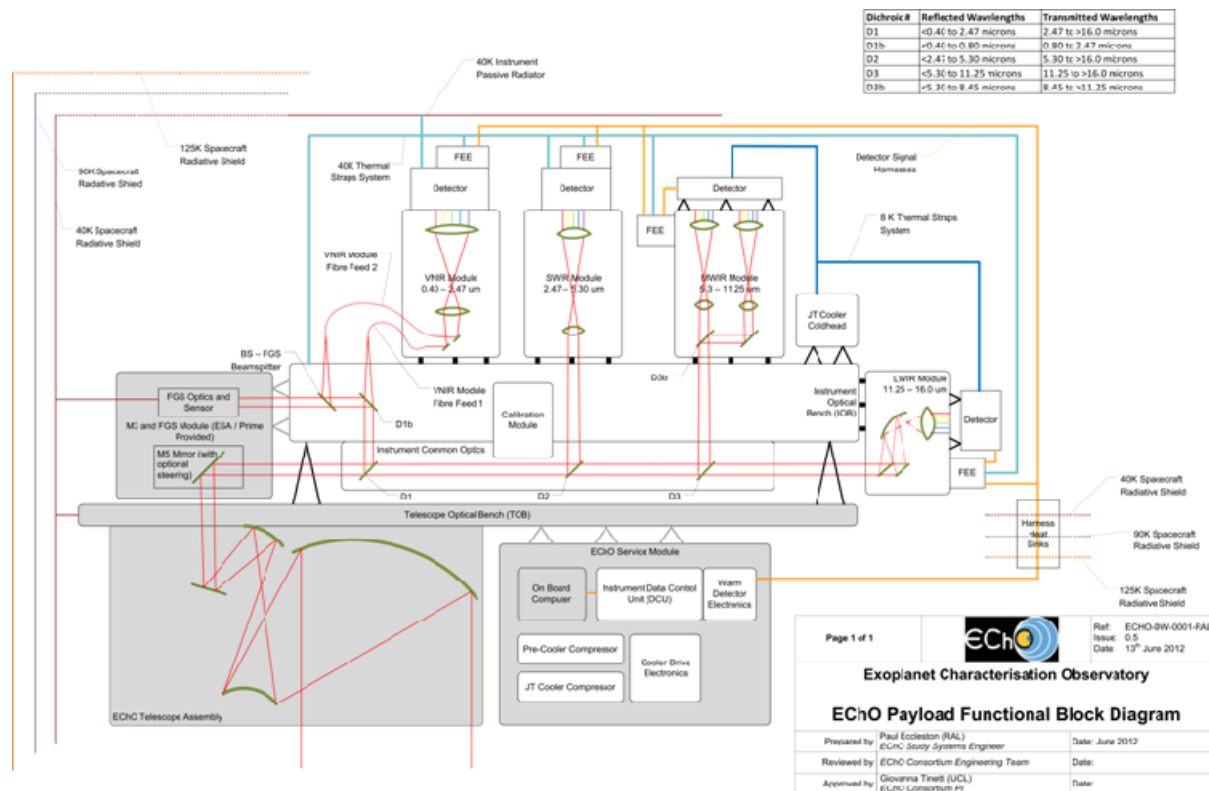 Dichroic # Reflected Wavelengths Transmitted Wavelengths
D1 <0.40 to 2.47 microns 2.47 to >16.0 microns
D1b <0.40 to 0.80 microns 0.80 to 2.47 microns
D2 <2.47 to 5.30 microns 5.30 to >16.0 microns
D3 <5.30 to 11.25 microns 11.25 to >16.0 microns
D3b <5.30 to 8.45 microns 8.45 to >11.25 microns
40K Instrument
Passive Radiator
125K Spacecraft
Radiative Shield
90K Spacecraft
Radative Shied
40K Spacecraft
Radiative Shield
40K Thermal
Straps System
FEE
Detector
FEE
Detector
Detector
FEE
Detector Signal
Harnesses
8 K Thermal Straps
System
VNIR Module
Fibre Feed 2
VNIR Module
0.40 – 2.47 um
SWIR Module
2.47 – 5.30 um
MWIR Module
5.3 – 11.25 um
JT Cooler
Coldhead
BS – FGS
Beamsplitter
D3b
VNIR Module
Fibre Feed 1
Calibration
Module
Instrument
Optical
Bench (IOB)
LWIR Module
11.25 – 16.0 um
Detector
FEE
FGS Optics and
Sensor
D1b
M3 and FGS Module (ESA / Prime
Provided)
M5 Mirror (with
optional
steering)
Instrument Common Optics
D1
D2
D3
Telescope Optical Bench (TOB)
40K Spacecraft
Radiative Shield
Harness
Heat
Sinks
90K Spacecraft
Radiative Shield
125K Spacecraft
Radiative Shield
EChO Service Module
On Board
Computer
Instrument Data Control
Unit (DCU)
Warm
Detector
Electronics
Pre-Cooler Compressor
JT Cooler Compressor
Cooler Drive
Electronics
EChO Telescope Assembly
Page 1 of 1
EChO
Ref: ECHO-DW-0001-RAL
Issue: 0.5
Date: 13th June 2012
Exoplanet Characterisation Observatory
EChO Payload Functional Block Diagram
Prepared by Paul Eccleston (RAL)
EChO Study Systems Engineer
Date: June 2012
Reviewed by EChO Consortium Engineering Team Date:
Approved by Giovanna Tinett (UCL)
EChO Consortium PI
Date: